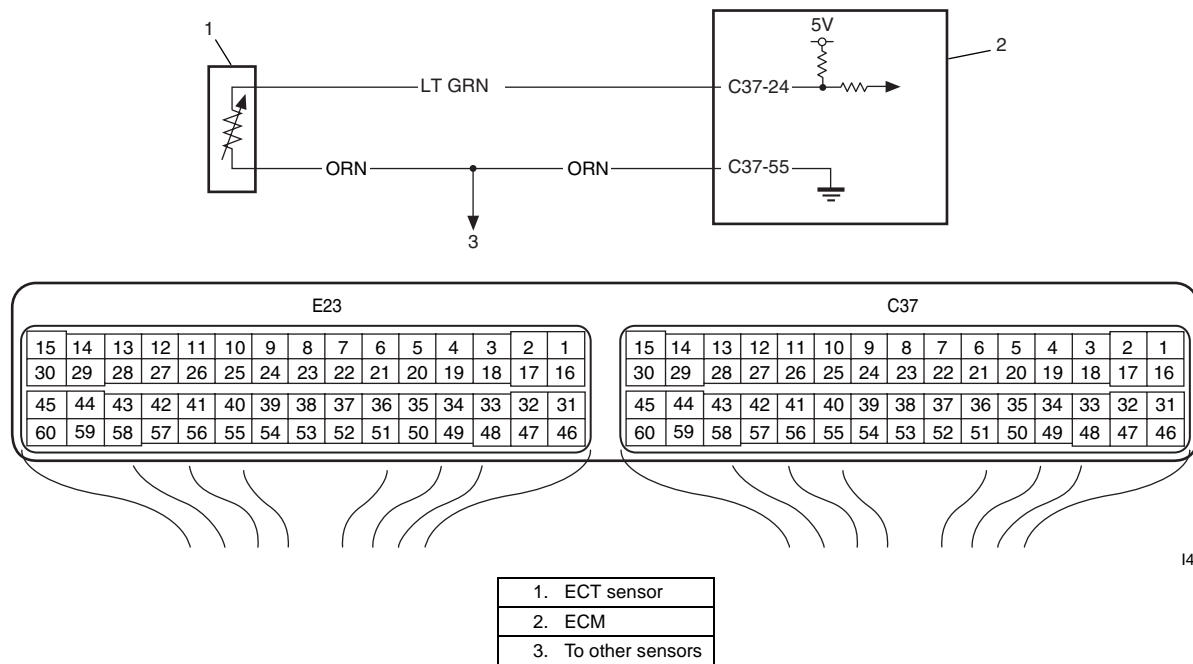 1
5V
2
LT GRN
C37-24
ORN
ORN
C37-55
3
E23
C37
15 14 13 12 11 10 9 8 7 6 5 4 3 2 1
15 14 13 12 11 10 9 8 7 6 5 4 3 2 1
30 29 28 27 26 25 24 23 22 21 20 19 18 17 16
30 29 28 27 26 25 24 23 22 21 20 19 18 17 16
45 44 43 42 41 40 39 38 37 36 35 34 33 32 31
45 44 43 42 41 40 39 38 37 36 35 34 33 32 31
60 59 58 57 56 55 54 53 52 51 50 49 48 47 46
60 59 58 57 56 55 54 53 52 51 50 49 48 47 46
I4
1. ECT sensor
2. ECM
3. To other sensors